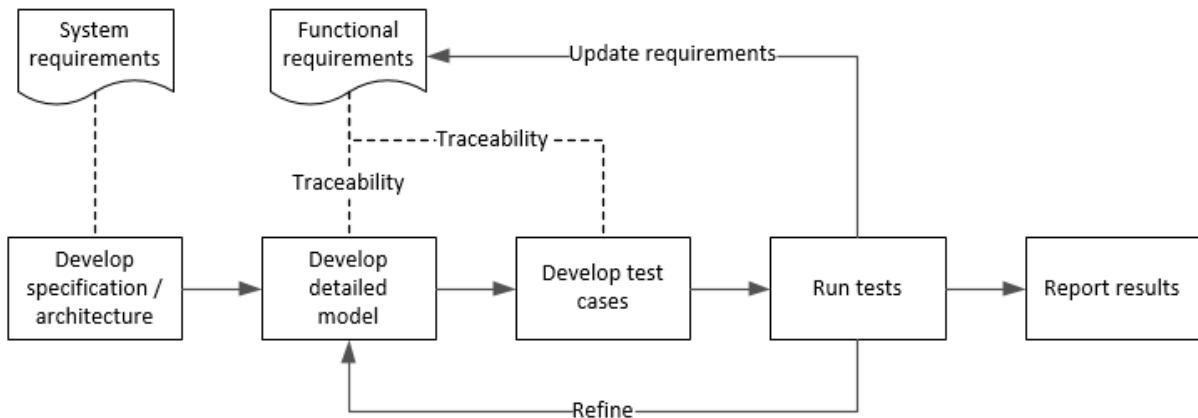 System
requirements
Functional
requirements
Update requirements
Traceability
Traceability
Develop
specification /
architecture
Develop
detailed
model
Develop test
cases
Run tests
Report results
Refine